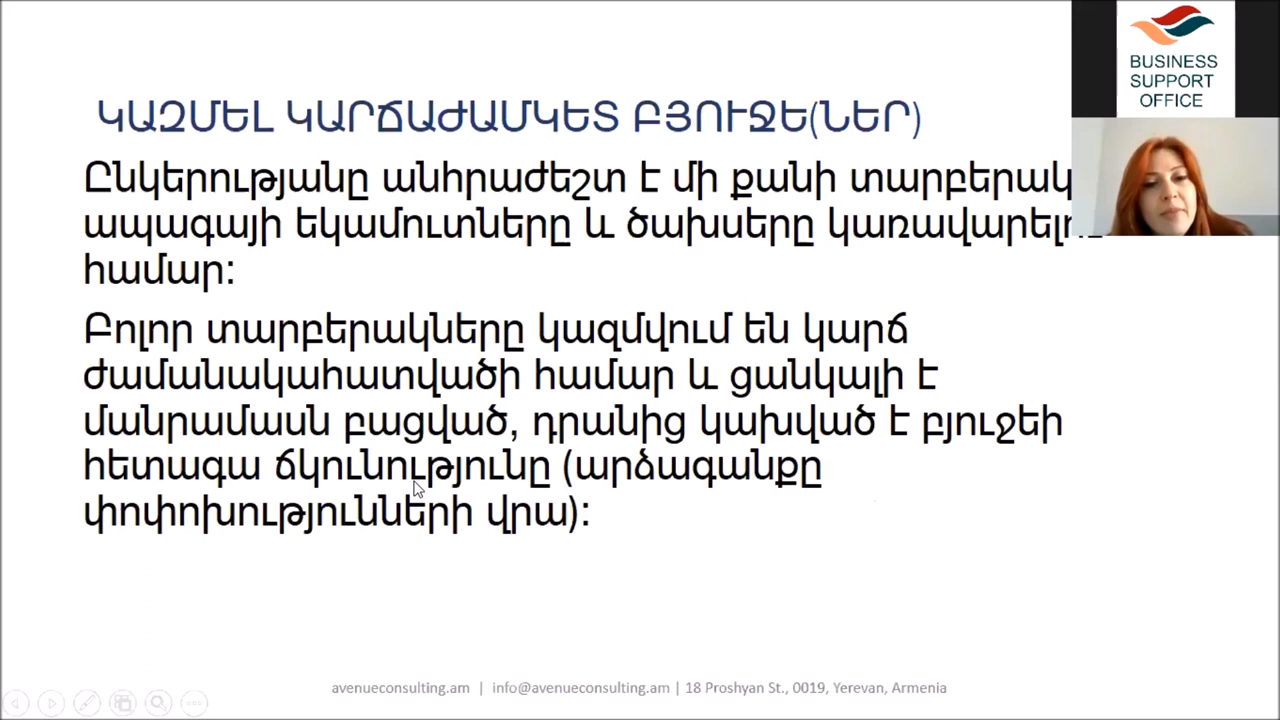 ԿԱԶՄԵԼ ԿԱՐՃԱԺԱՄԿԵՏ ԲՅՈՒՋԵ(ՆԵՐ)
Ընկերությանը անհրաժեշտ է մի քանի տարբերակ
ապագայի եկամուտները և ծախսերը կառավարելու
համար:
Բոլոր տարբերակները կազմվում են կարճ
ժամանակահատվածի համար և ցանկալի է
մանրամասն բացված, դրանից կախված է բյուջեի
հետագա ճկունությունը (արձագանքը
փոփոխությունների վրա):
BUSINESS
SUPPORT
OFFICE
avenueconsulting.am | info@avenueconsulting.am | 18 Proshyan St., 0019, Yerevan, Armenia